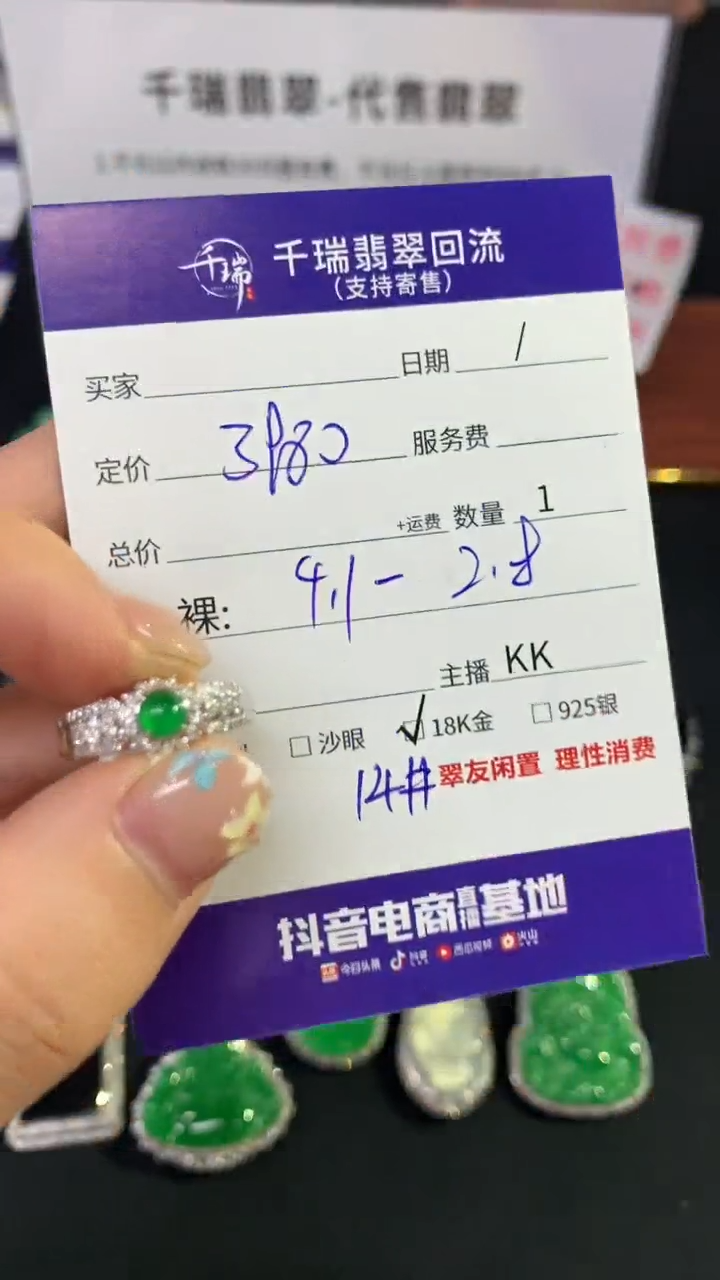 千瑞翡翠-代售翡翠
千瑞 千瑞翡翠回流
（支持寄售）
买家 日期 /
定价 3980 服务费
总价 +运费 数量 1
裸: 4.1- 2.8
主播 KK
沙眼 ✓ 18K金 925银
14# 翠友闲置 理性消费
抖音电商直播基地
今日头条 抖音 西瓜视频 火山